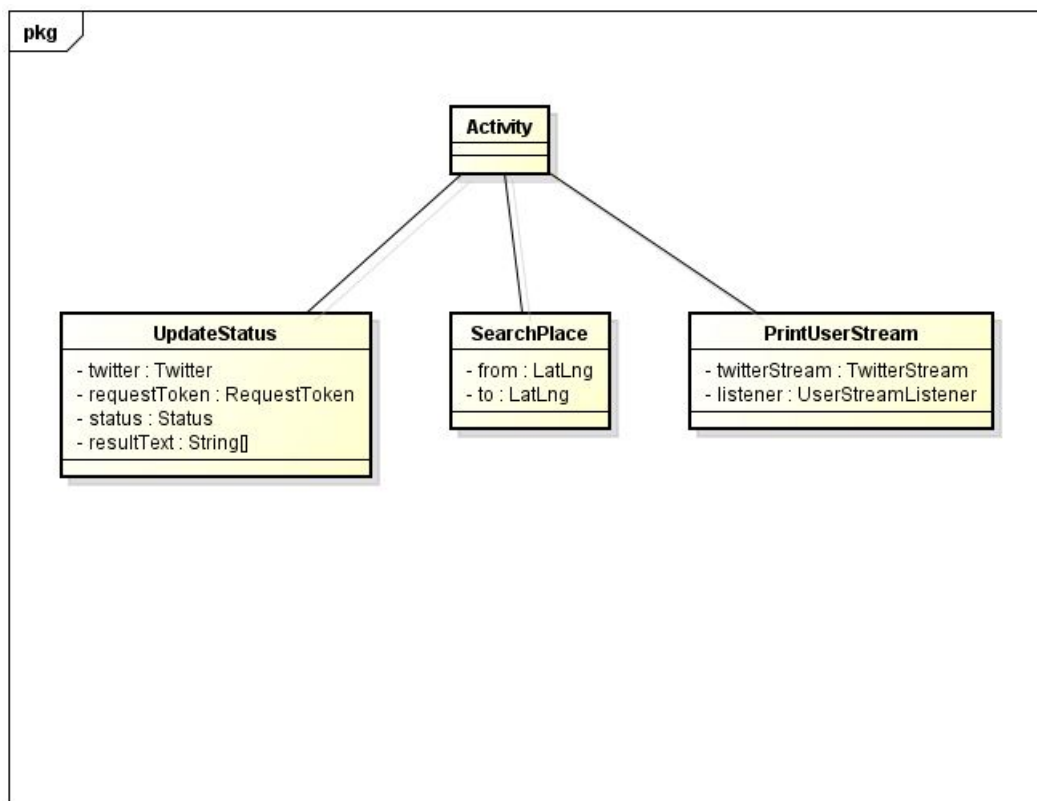 pkg
Activity
UpdateStatus
- twitter : Twitter
- requestToken : RequestToken
- status : Status
- resultText : String[]
SearchPlace
- from : LatLng
- to : LatLng
PrintUserStream
- twitterStream : TwitterStream
- listener : UserStreamListener